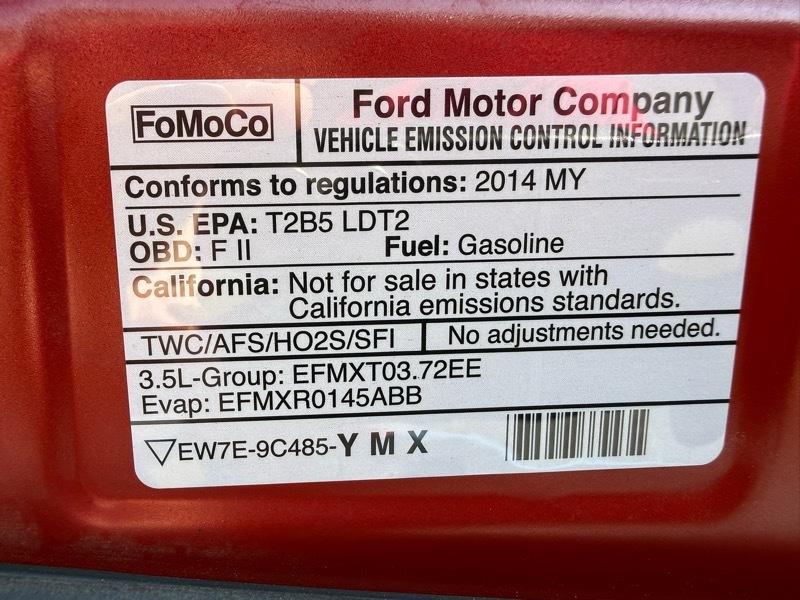 FoMoCo
Ford Motor Company
VEHICLE EMISSION CONTROL INFORMATION
Conforms to regulations: 2014 MY
U.S. EPA: T2B5 LDT2
OBD: F II Fuel: Gasoline
California: Not for sale in states with
California emissions standards.
TWC/AFS/HO2S/SFI No adjustments needed.
3.5L-Group: EFMXT03.72EE
Evap: EFMXR0145ABB
EW7E-9C485-Y M X